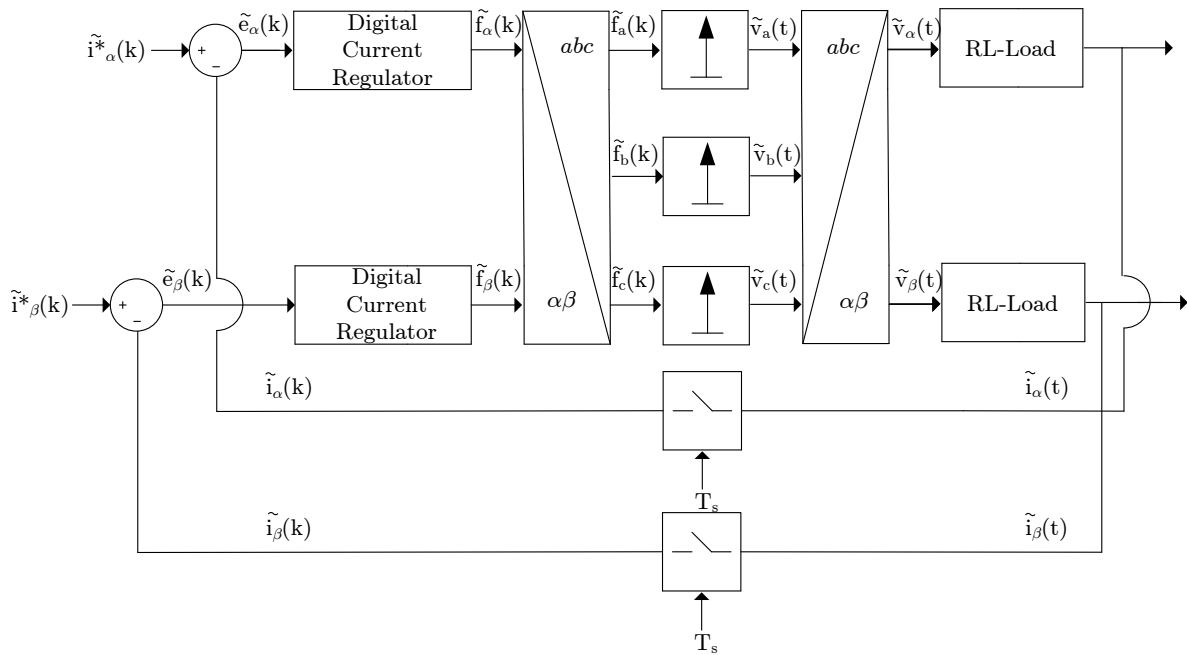 ĩ*α(k)
+
−
ẽα(k)
Digital
Current
Regulator
f̃α(k)
abc
αβ
f̃a(k)
ṽa(t)
abc
αβ
ṽα(t)
RL-Load
f̃b(k)
ṽb(t)
ĩ*β(k)
+
−
ẽβ(k)
Digital
Current
Regulator
f̃β(k)
f̃c(k)
ṽc(t)
ṽβ(t)
RL-Load
ĩα(k)
ĩα(t)
Ts
ĩβ(k)
ĩβ(t)
Ts